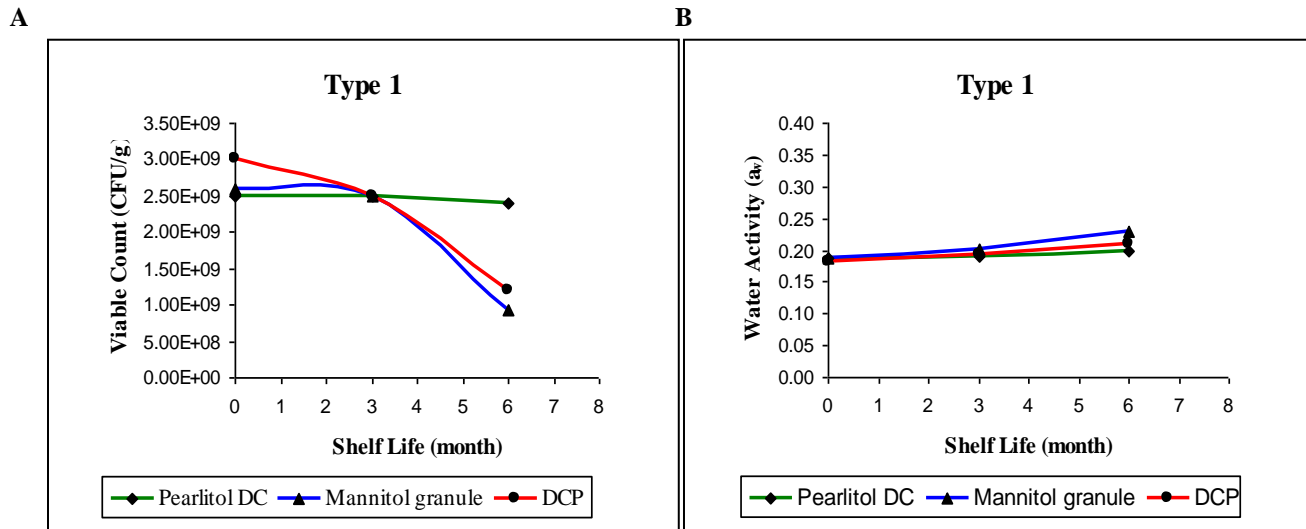 A
B
Type 1
3.50E+09
3.00E+09
2.50E+09
2.00E+09
1.50E+09
1.00E+09
5.00E+08
0.00E+00
Viable Count (CFU/g)
0 1 2 3 4 5 6 7 8
Shelf Life (month)
Pearlitol DC Mannitol granule DCP
Type 1
0.40
0.35
0.30
0.25
0.20
0.15
0.10
0.05
0.00
Water Activity (aw)
0 1 2 3 4 5 6 7 8
Shelf Life (month)
Pearlitol DC Mannitol granule DCP